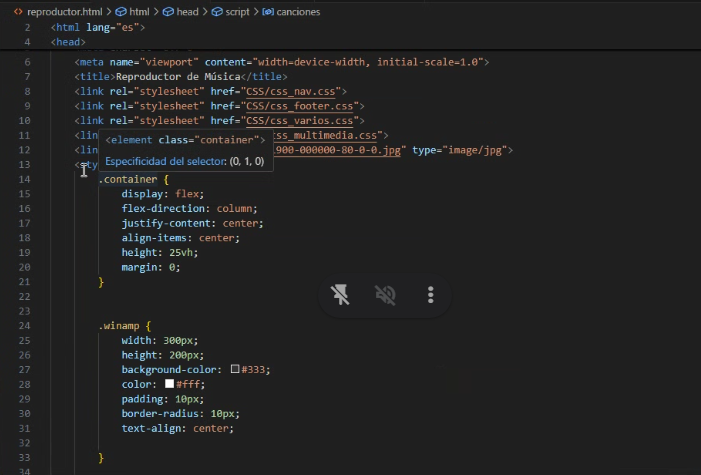 reproductor.html > html > head > script > canciones
2 <html lang="es">
4 <head>
6 <meta name="viewport" content="width=device-width, initial-scale=1.0">
7 <title>Reproductor de Música</title>
8 <link rel="stylesheet" href="CSS/css_nav.css">
9 <link rel="stylesheet" href="CSS/css_footer.css">
10 <link rel="stylesheet" href="CSS/css_varios.css">
11 <lin css_multimedia.css">
<element class="container">
12 <lin 1900-000000-80-0-0.jpg" type="image/jpg">
Especificidad del selector: (0, 1, 0)
13 <sty
14 .container {
15 display: flex;
16 flex-direction: column;
17 justify-content: center;
18 align-items: center;
19 height: 25vh;
20 margin: 0;
21 }
22
23
24 .winamp {
25 width: 300px;
26 height: 200px;
27 background-color: #333;
28 color: #fff;
29 padding: 10px;
30 border-radius: 10px;
31 text-align: center;
32
33 }
34